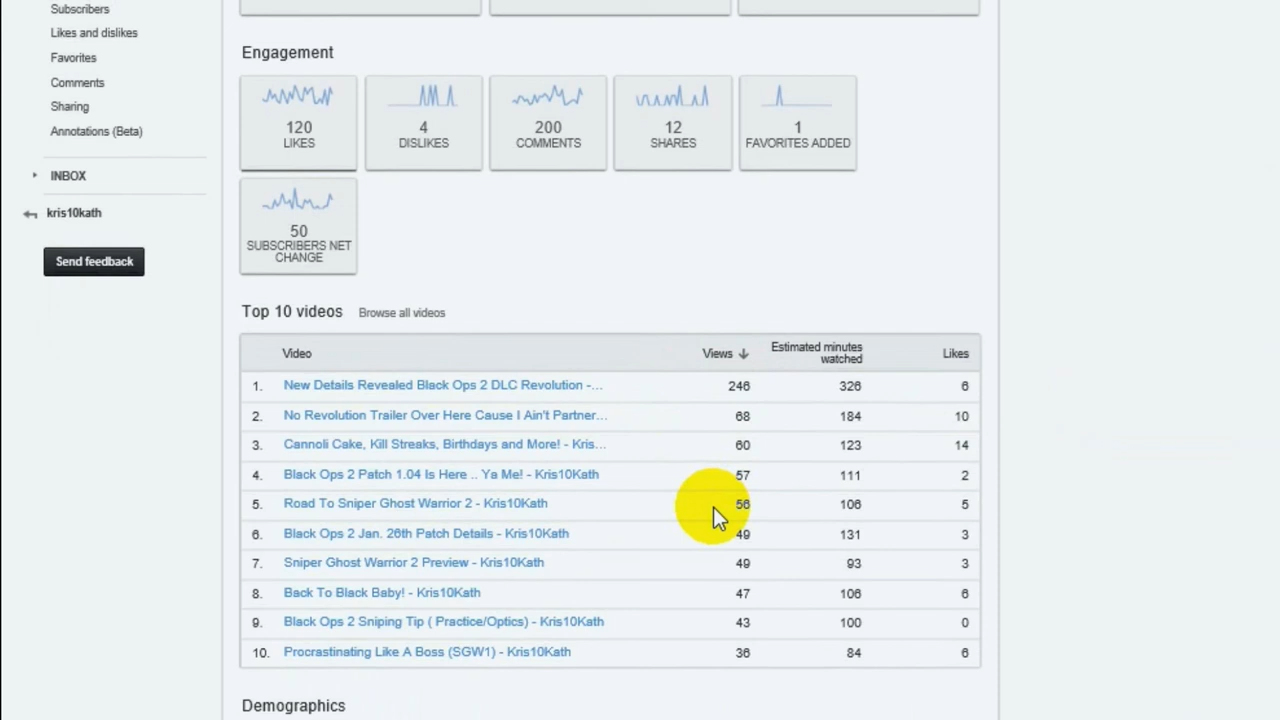 Subscribers
Likes and dislikes
Favorites
Comments
Sharing
Annotations (Beta)
INBOX
kris10kath
Send feedback
Engagement
120
LIKES
4
DISLIKES
200
COMMENTS
12
SHARES
1
FAVORITES ADDED
50
SUBSCRIBERS NET
CHANGE
Top 10 videos Browse all videos
Video Views Estimated minutes watched Likes
1. New Details Revealed Black Ops 2 DLC Revolution -... 246 326 6
2. No Revolution Trailer Over Here Cause I Ain't Partner... 68 184 10
3. Cannoli Cake, Kill Streaks, Birthdays and More! - Kris... 60 123 14
4. Black Ops 2 Patch 1.04 Is Here .. Ya Me! - Kris10Kath 57 111 2
5. Road To Sniper Ghost Warrior 2 - Kris10Kath 56 106 5
6. Black Ops 2 Jan. 26th Patch Details - Kris10Kath 49 131 3
7. Sniper Ghost Warrior 2 Preview - Kris10Kath 49 93 3
8. Back To Black Baby! - Kris10Kath 47 106 6
9. Black Ops 2 Sniping Tip ( Practice/Optics) - Kris10Kath 43 100 0
10. Procrastinating Like A Boss (SGW1) - Kris10Kath 36 84 6
Demographics